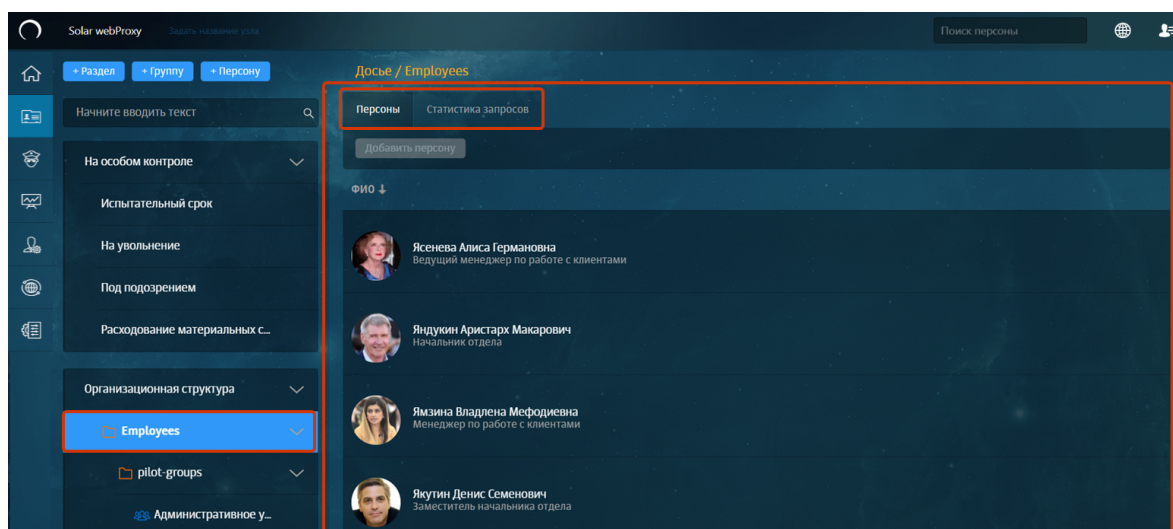 Solar webProxy Задать название узла Поиск персоны
+ Раздел + Группу + Персону
Досье / Employees
Начните вводить текст
Персоны Статистика запросов
Добавить персону
На особом контроле
Испытательный срок
На увольнение
Под подозрением
Расходование материальных с...
Организационная структура
Employees
pilot-groups
Административное у...
ФИО
Ясенева Алиса Германовна
Ведущий менеджер по работе с клиентами
Яндукин Аристарх Макарович
Начальник отдела
Ямзина Владлена Мефодиевна
Менеджер по работе с клиентами
Якутин Денис Семенович
Заместитель начальника отдела